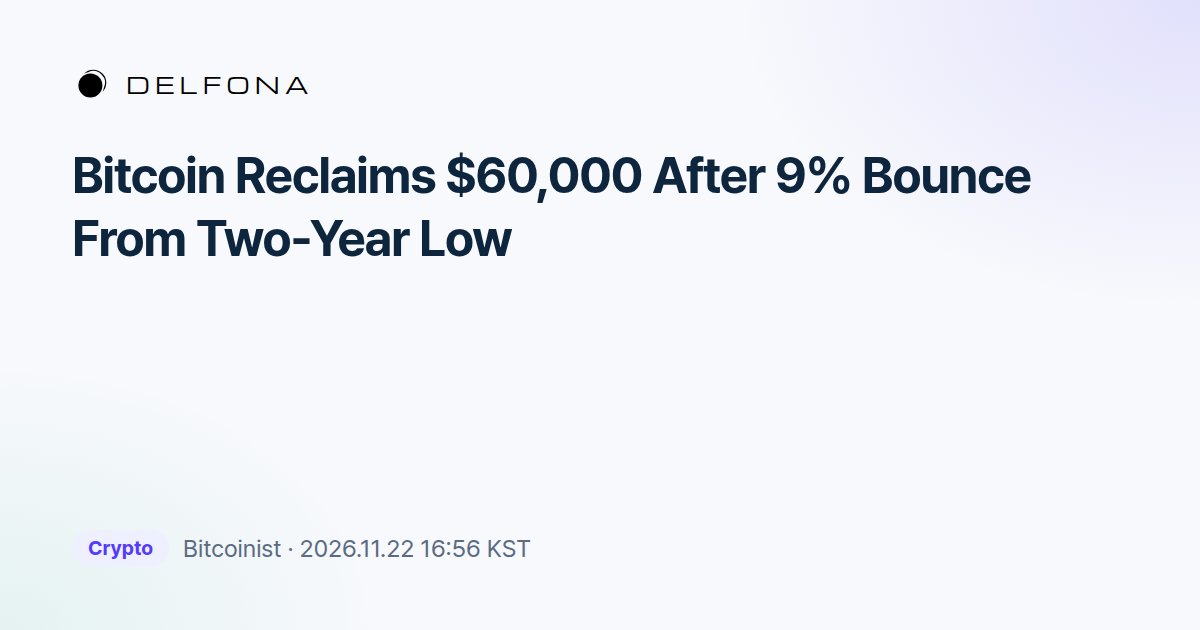 DELFONA
Bitcoin Reclaims $60,000 After 9% Bounce
From Two-Year Low
Crypto Bitcoinist · 2026.11.22 16:56 KST